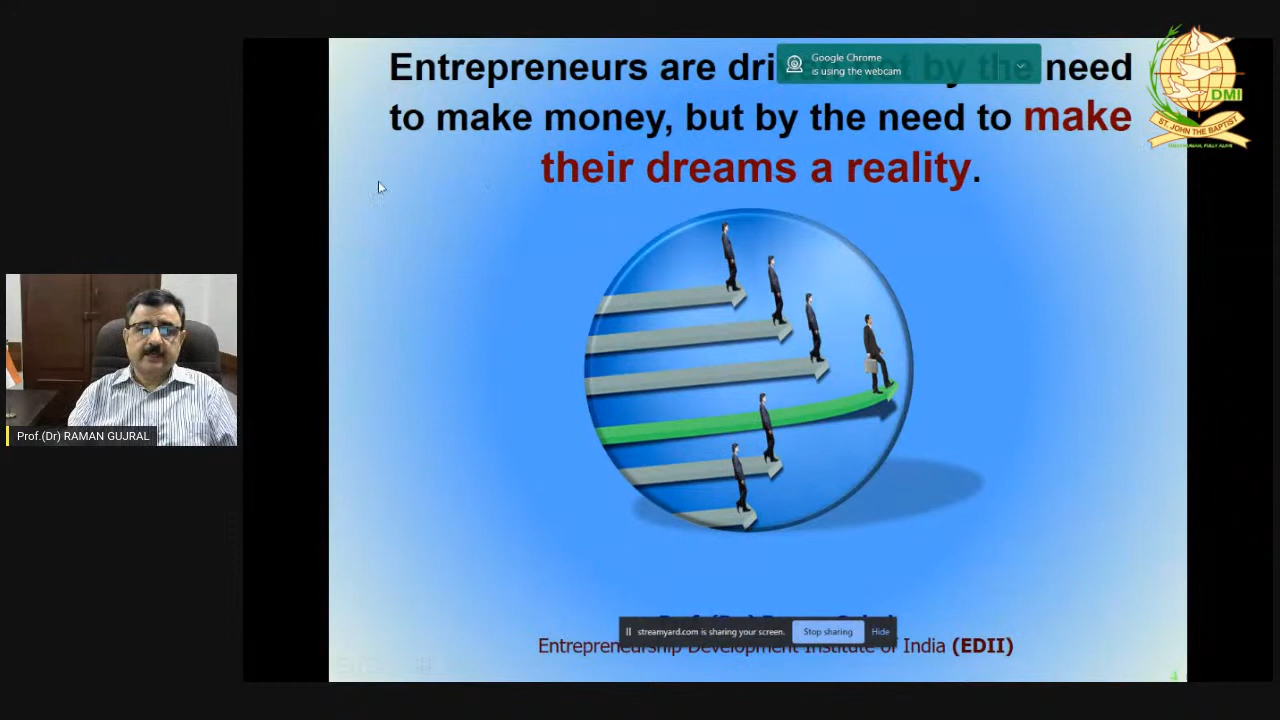 Entrepreneurs are need
to make money, but by the need to make
their dreams a reality.
Google Chrome
is using the webcam
DMI
ST. JOHN THE BAPTIST
Prof.(Dr) RAMAN GUJRAL
streamyard.com is sharing your screen.
Stop sharing
Hide
Entrepreneurship Development Institute of India (EDII)